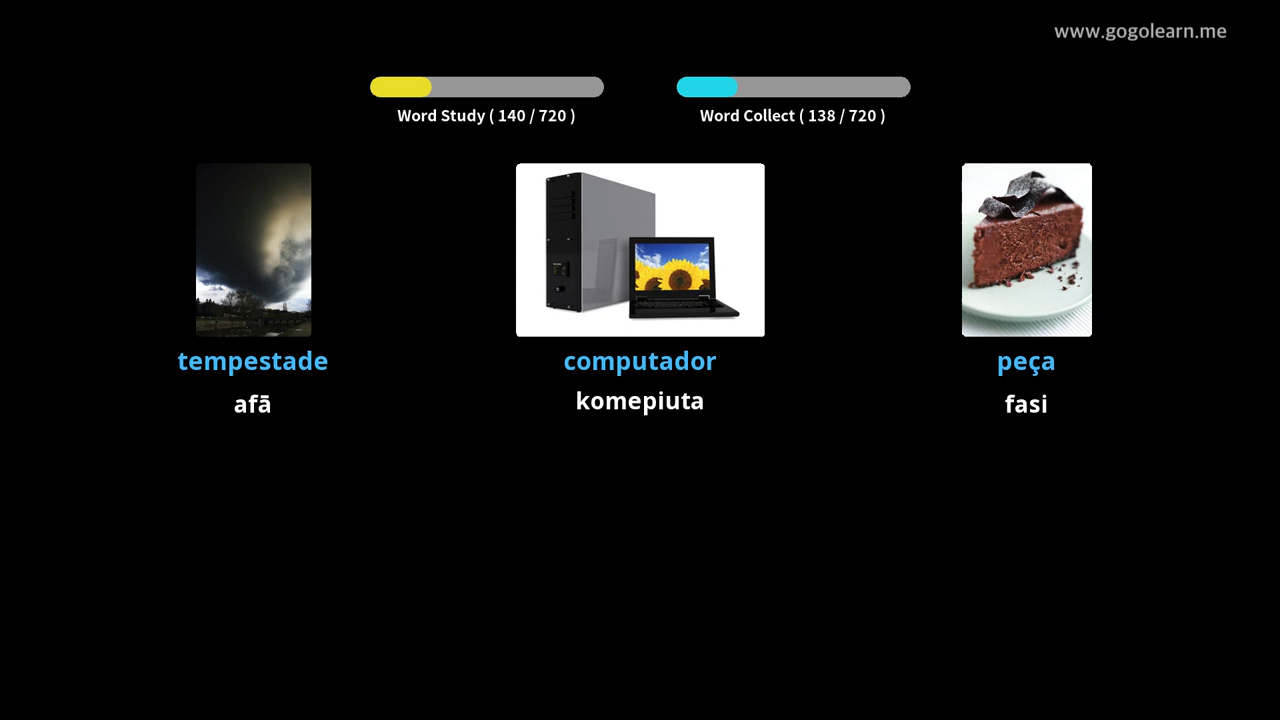 www.gogolearn.me
Word Study ( 140 / 720 )
Word Collect ( 138 / 720 )
tempestade
computador
peça
afā
komepiuta
fasi